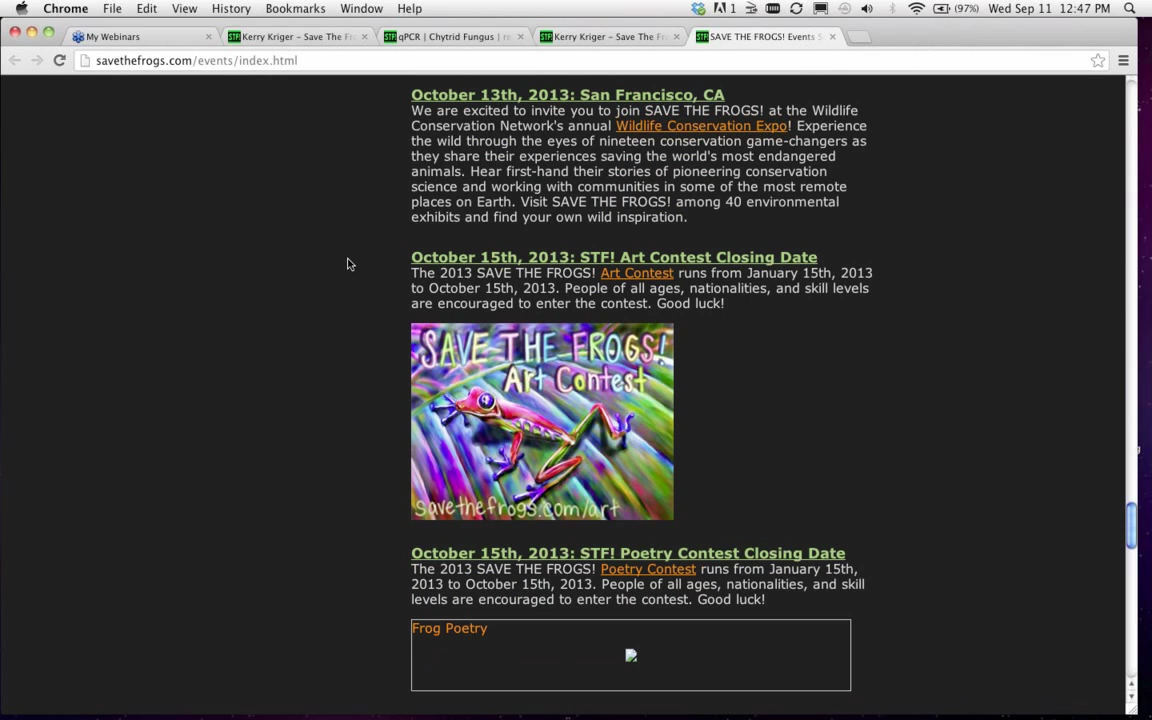 Chrome File Edit View History Bookmarks Window Help 1 (97%) Wed Sep 11 12:47 PM
My Webinars Kerry Kriger – Save The Fr qPCR | Chytrid Fungus | re Kerry Kriger – Save The Fr SAVE THE FROGS! Events S
savethefrogs.com/events/index.html
October 13th, 2013: San Francisco, CA
We are excited to invite you to join SAVE THE FROGS! at the Wildlife
Conservation Network's annual Wildlife Conservation Expo! Experience
the wild through the eyes of nineteen conservation game-changers as
they share their experiences saving the world's most endangered
animals. Hear first-hand their stories of pioneering conservation
science and working with communities in some of the most remote
places on Earth. Visit SAVE THE FROGS! among 40 environmental
exhibits and find your own wild inspiration.
October 15th, 2013: STF! Art Contest Closing Date
The 2013 SAVE THE FROGS! Art Contest runs from January 15th, 2013
to October 15th, 2013. People of all ages, nationalities, and skill levels
are encouraged to enter the contest. Good luck!
SAVE THE FROGS!
Art Contest
savethefrogs.com/art
October 15th, 2013: STF! Poetry Contest Closing Date
The 2013 SAVE THE FROGS! Poetry Contest runs from January 15th,
2013 to October 15th, 2013. People of all ages, nationalities, and skill
levels are encouraged to enter the contest. Good luck!
Frog Poetry